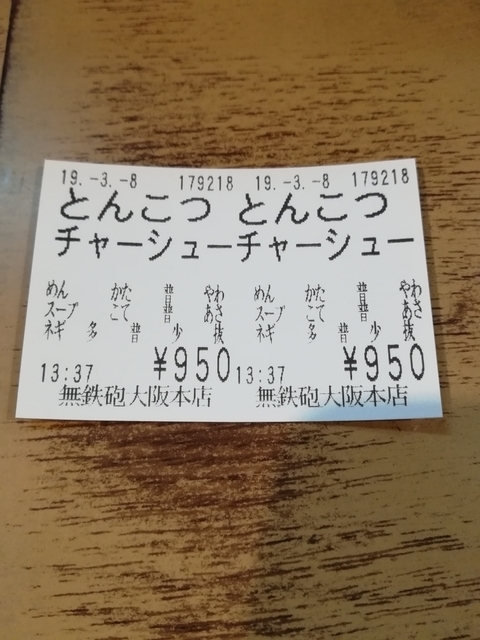 19.-3.-8 179218 19.-3.-8 179218
とんこつ とんこつ
チャーシューチャーシュー
めん かた 普 やわ めん かた 普 やわ
スープ こて 普 あさ スープ こて 普 あさ
ネギ 多 普 少 抜 ネギ 多 普 少 抜
13:37 ¥950 13:37 ¥950
無鉄砲大阪本店 無鉄砲大阪本店